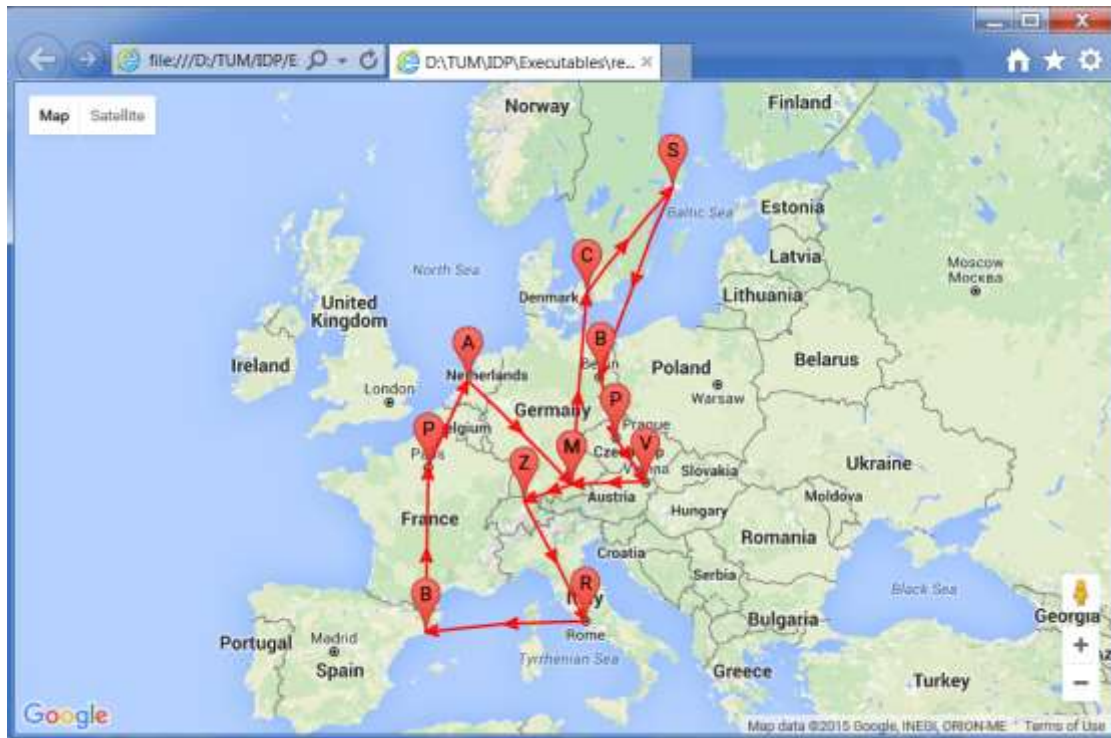 file:///D:/TUM/IDP/E
D:\TUM\IDP\Executables\re...
Map
Satellite
Norway
Finland
S
Baltic Sea
Estonia
Latvia
Moscow
Москва
North Sea
C
Denmark
Lithuania
United
Kingdom
A
B
Ireland
Netherlands
Poland
Belarus
London
Warsaw
P
Germany
P
Belgium
Prague
V
Paris
M
Z
Slovakia
Ukraine
Austria
Hungary
Moldova
France
Romania
Croatia
Serbia
B
R
Italy
Black Sea
Bulgaria
Georgia
Portugal
Madrid
Rome
Spain
Tyrrhenian Sea
Greece
Turkey
Google
Map data ©2015 Google, INEGI, ORION-ME
Terms of Use